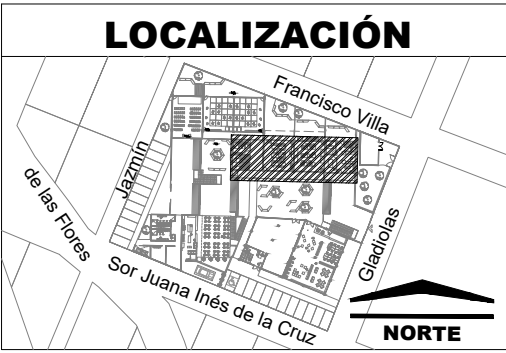 LOCALIZACIÓN
Francisco Villa
Jazmín
de las Flores
Gladiolas
Sor Juana Inés de la Cruz
NORTE